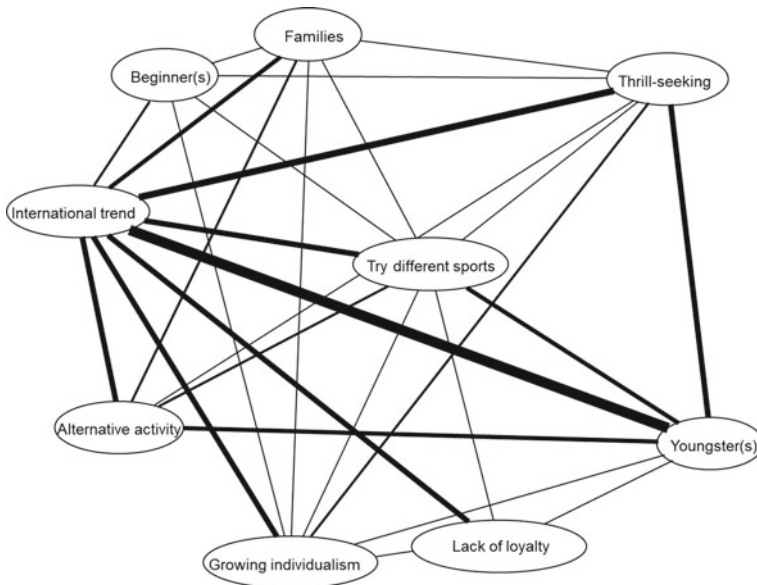 Families
Beginner(s)
Thrill-seeking
International trend
Try different sports
Alternative activity
Youngster(s)
Lack of loyalty
Growing individualism